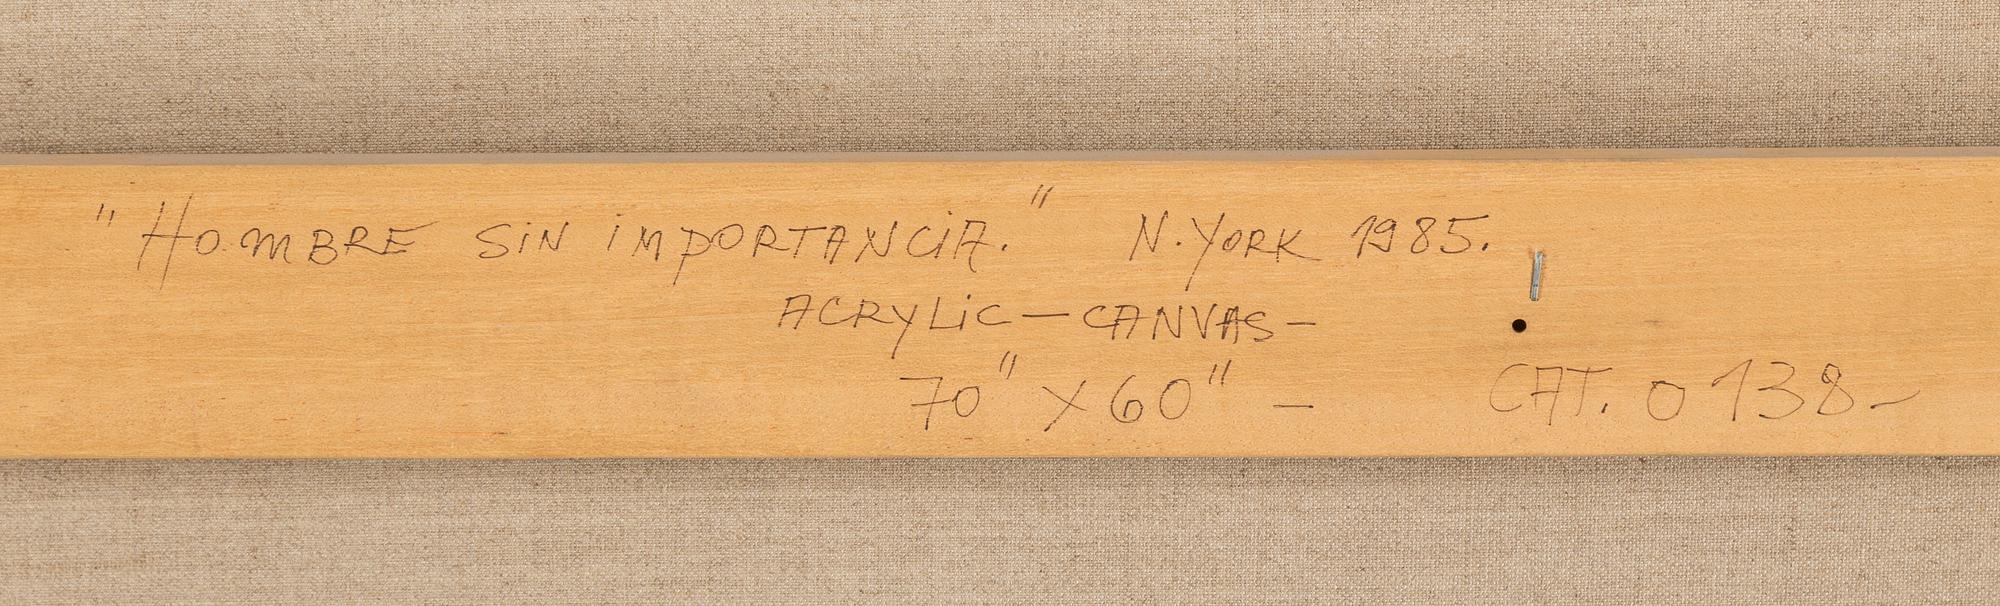 "HOMBRE SiN iMPORTANCiA." N.YORK 1985.
ACRYLiC—CANVAS—
70" X 60" —
CAT. 0138—